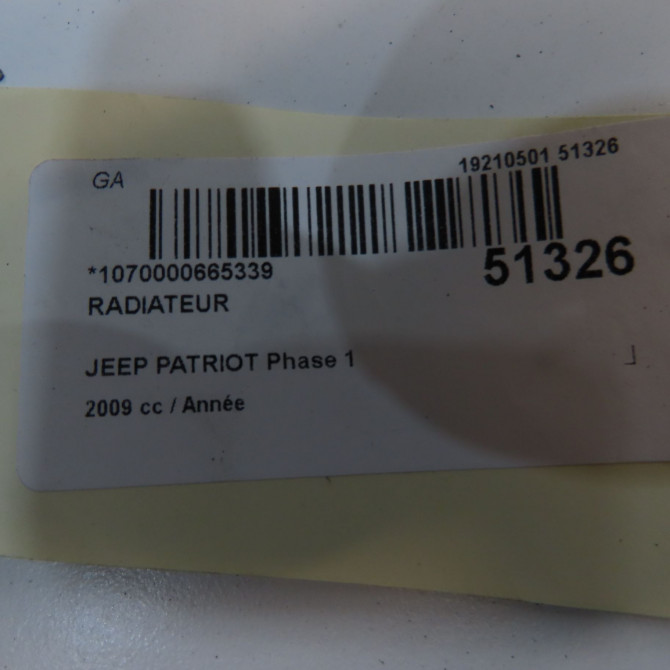 GA
19210501 51326
*1070000665339
51326
RADIATEUR
JEEP PATRIOT Phase 1
2009 cc / Année